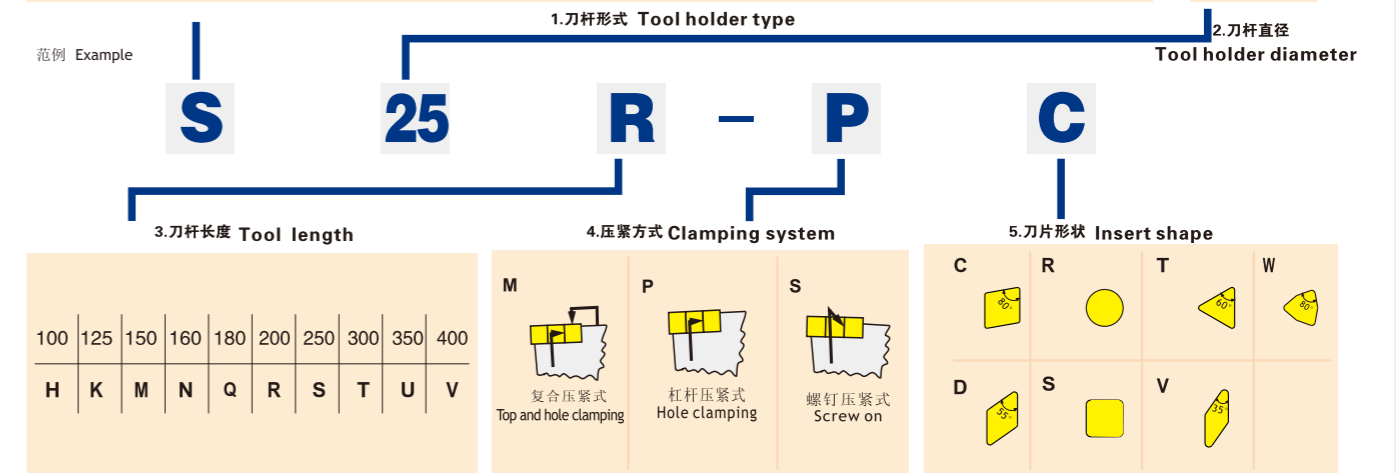 1.刀杆形式 Tool holder type
2.刀杆直径
Tool holder diameter
范例 Example
S 25 R – P C
3.刀杆长度 Tool length
100 125 150 160 180 200 250 300 350 400
H K M N Q R S T U V
4.压紧方式 Clamping system
M
复合压紧式
Top and hole clamping
P
杠杆压紧式
Hole clamping
S
螺钉压紧式
Screw on
5.刀片形状 Insert shape
C R T W
80° 60° 80°
D S V
55° 35°